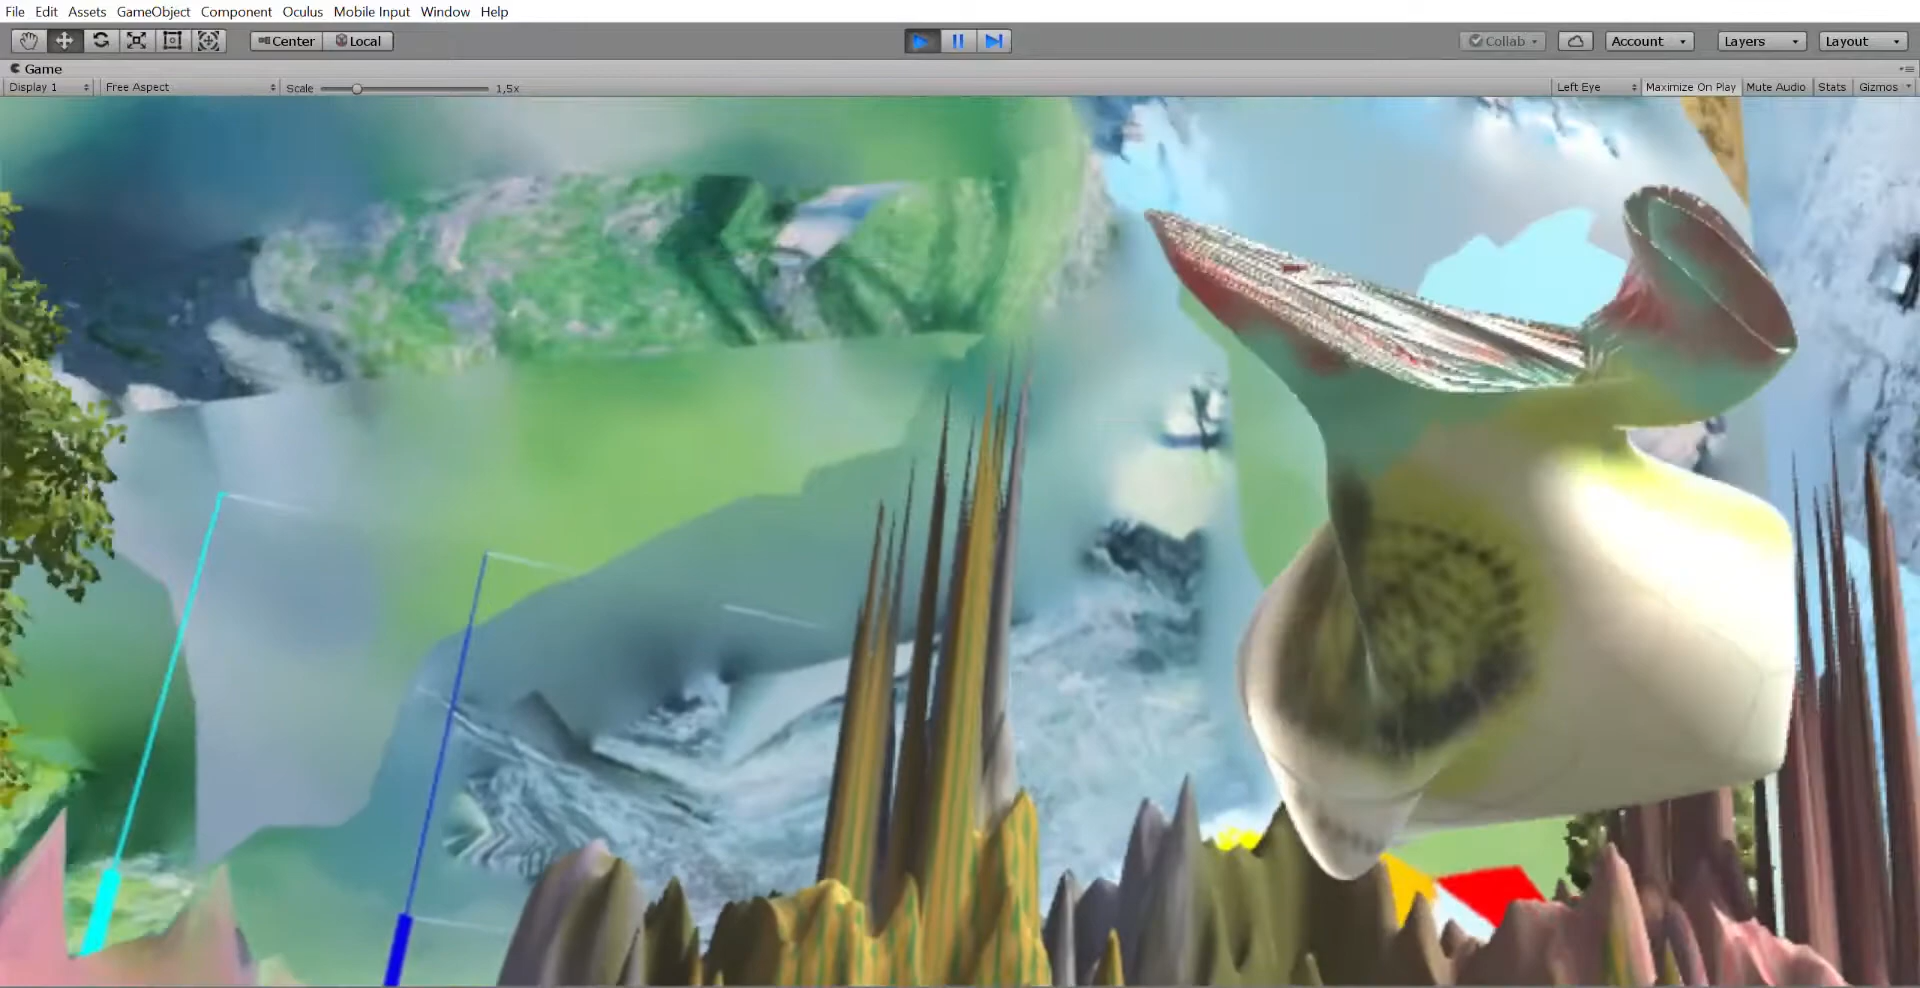 File Edit Assets GameObject Component Oculus Mobile Input Window Help
Center Local Collab Account Layers Layout
Game
Display 1 Free Aspect Scale 1,5x Left Eye Maximize On Play Mute Audio Stats Gizmos